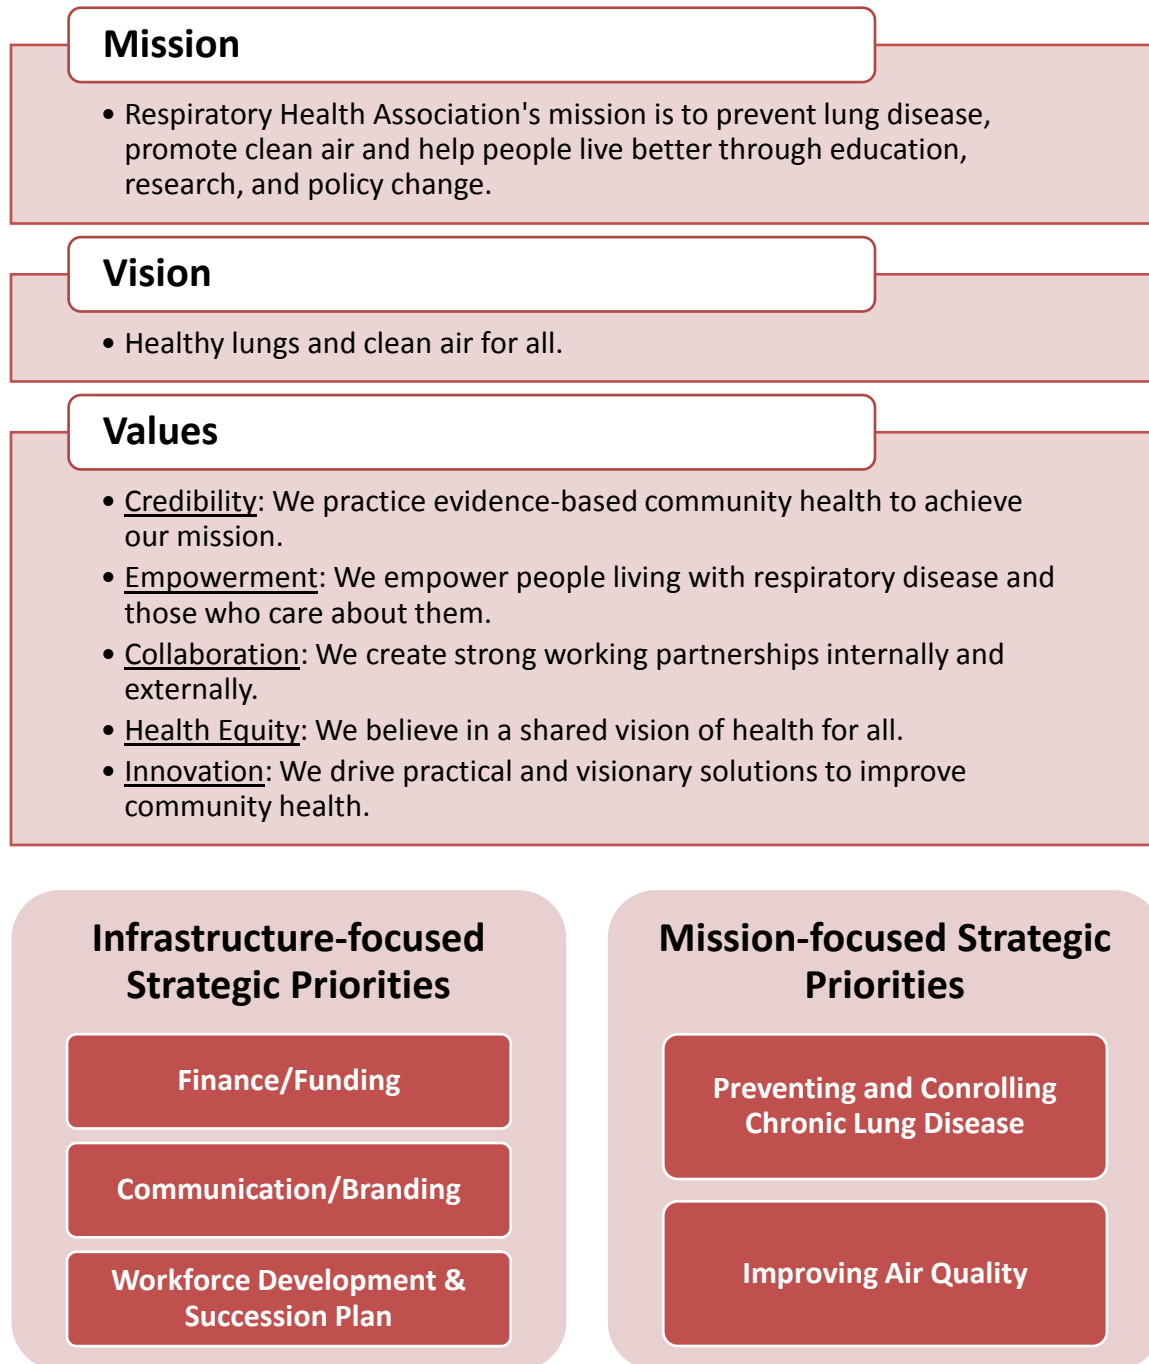 Mission
• Respiratory Health Association's mission is to prevent lung disease,
promote clean air and help people live better through education,
research, and policy change.
Vision
• Healthy lungs and clean air for all.
Values
• Credibility: We practice evidence-based community health to achieve
our mission.
• Empowerment: We empower people living with respiratory disease and
those who care about them.
• Collaboration: We create strong working partnerships internally and
externally.
• Health Equity: We believe in a shared vision of health for all.
• Innovation: We drive practical and visionary solutions to improve
community health.
Infrastructure-focused
Strategic Priorities
Finance/Funding
Communication/Branding
Workforce Development &
Succession Plan
Mission-focused Strategic
Priorities
Preventing and Conrolling
Chronic Lung Disease
Improving Air Quality